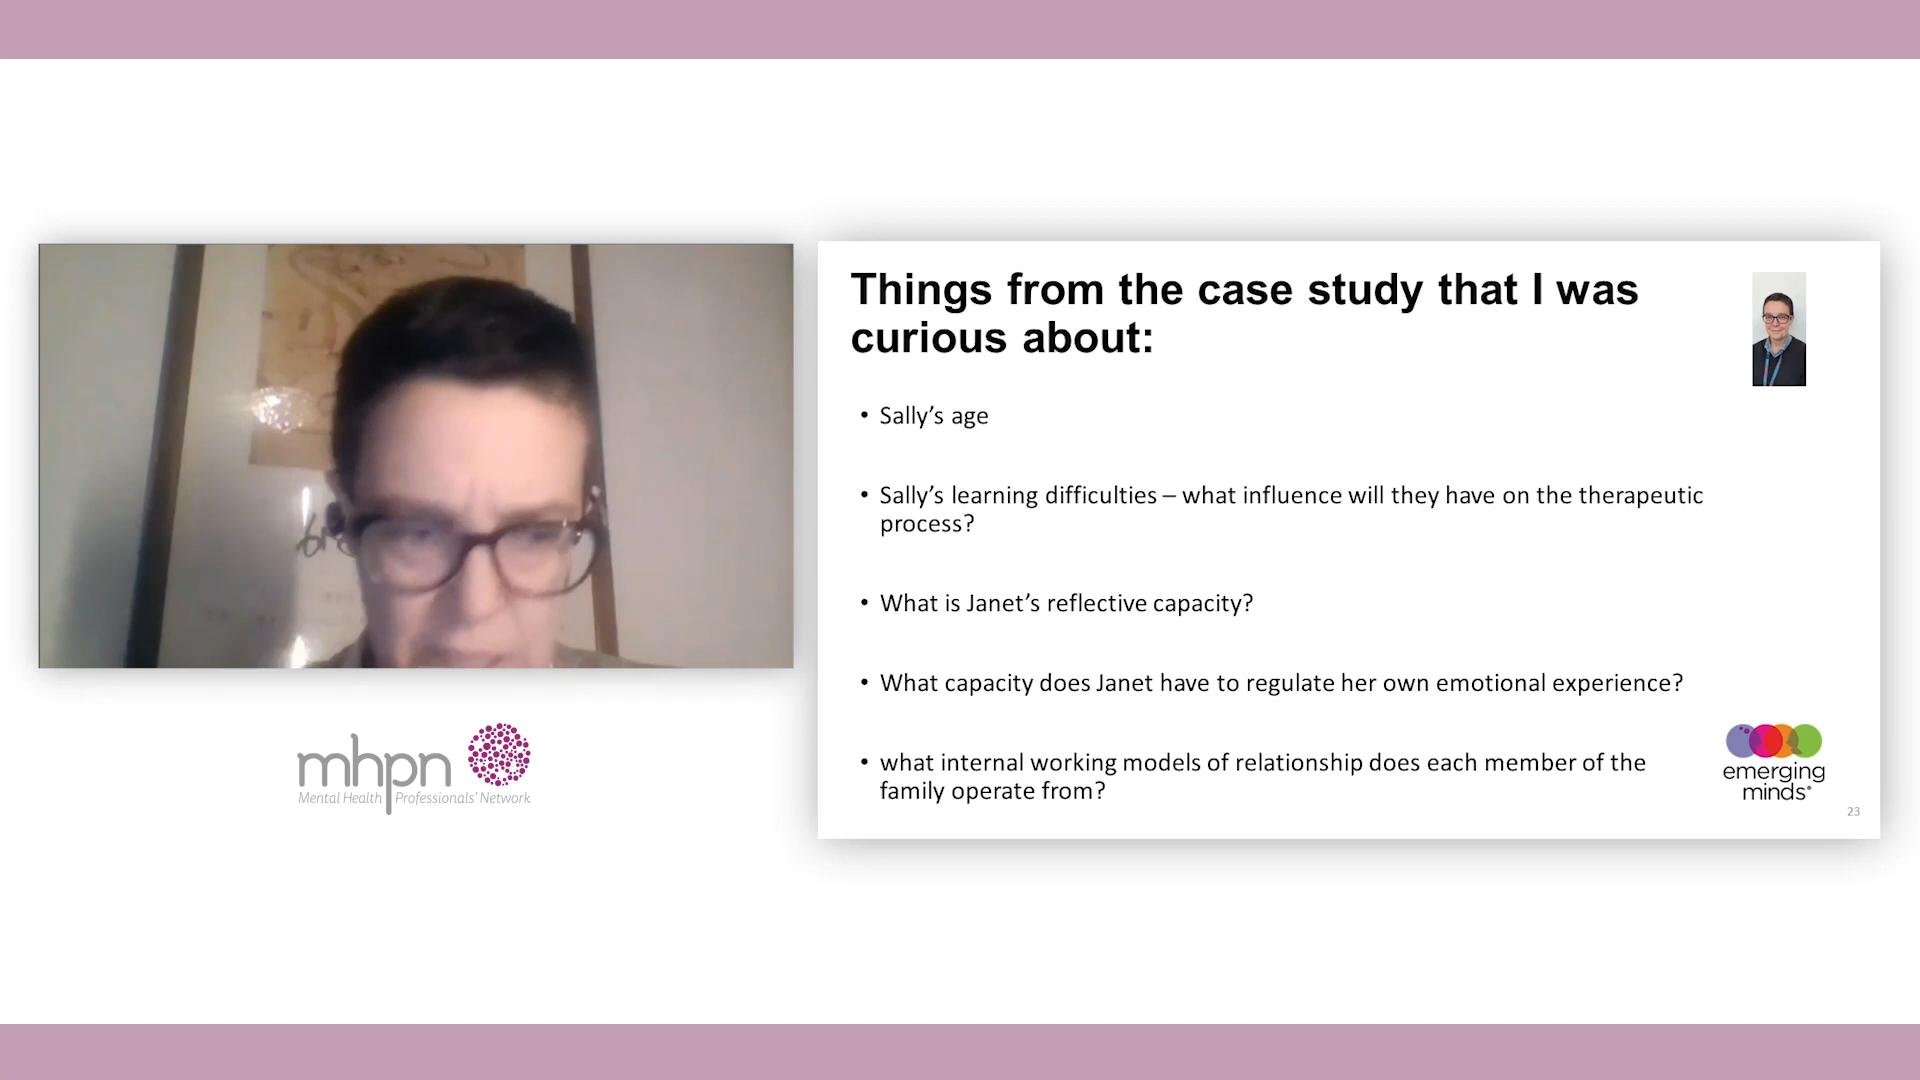 Things from the case study that I was
curious about:
• Sally’s age
• Sally’s learning difficulties – what influence will they have on the therapeutic
process?
• What is Janet’s reflective capacity?
• What capacity does Janet have to regulate her own emotional experience?
• what internal working models of relationship does each member of the
family operate from?
emerging
minds
23
mhpn
Mental Health Professionals’ Network